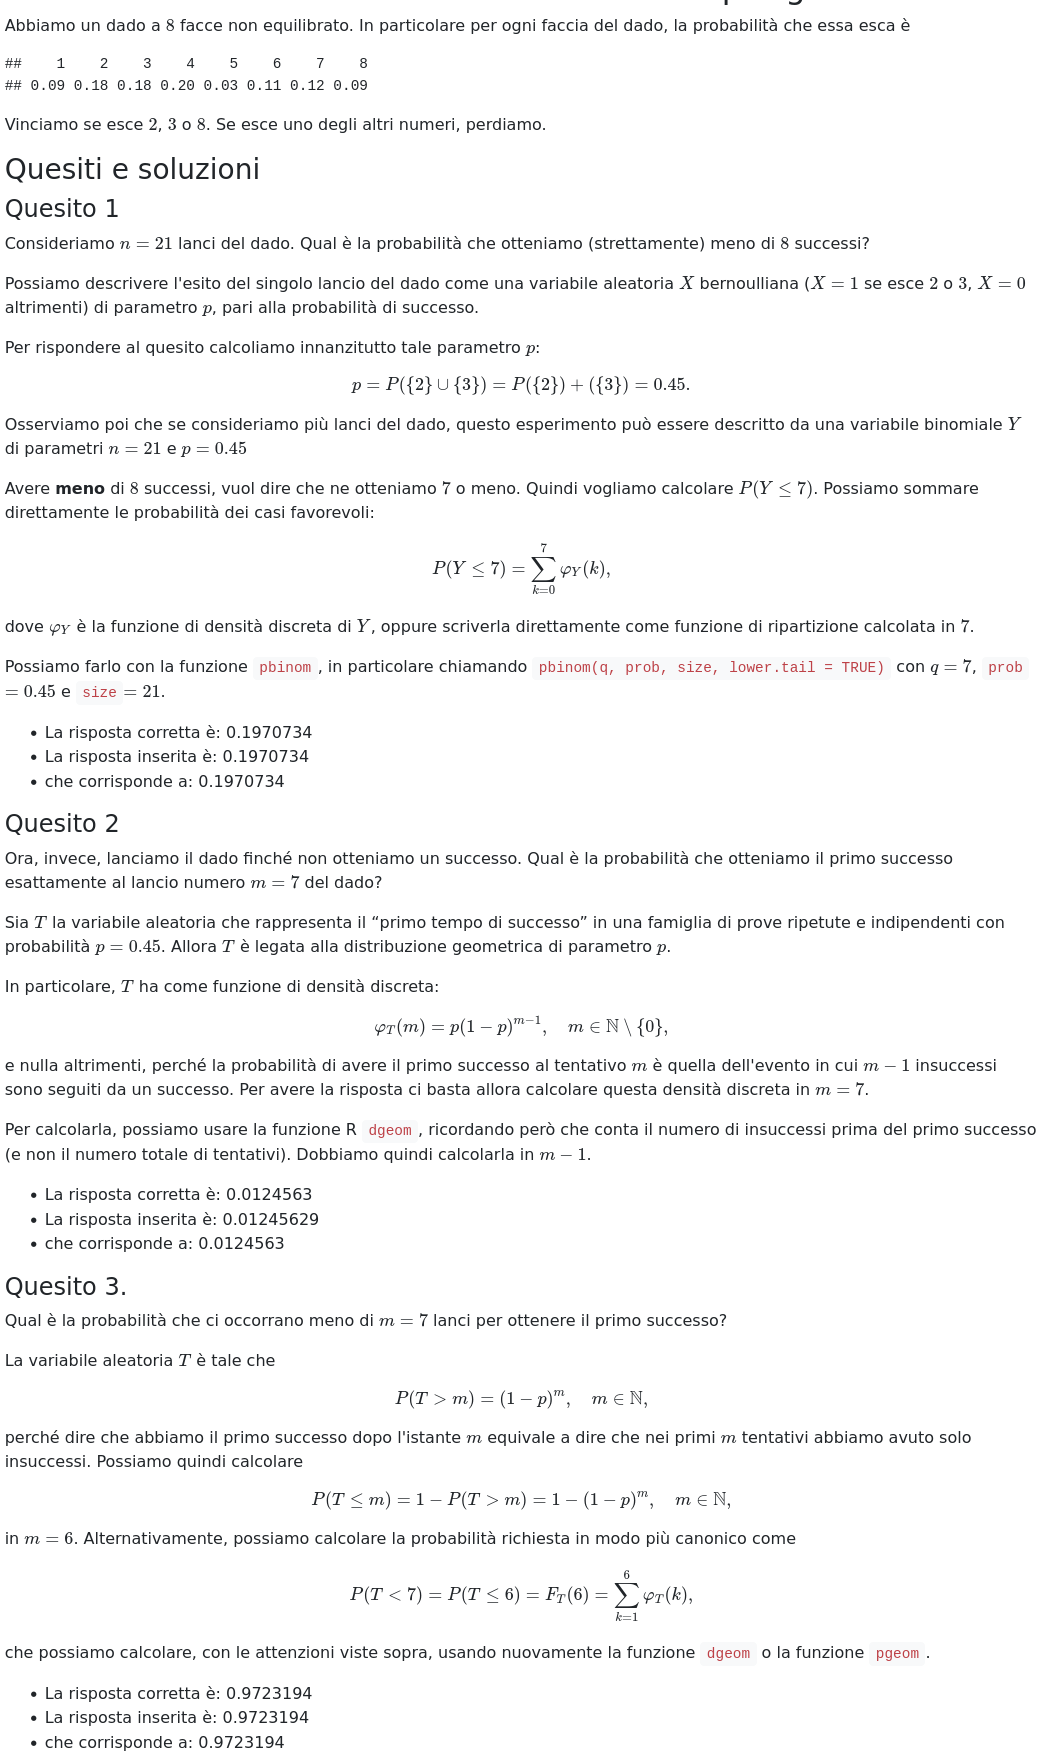 Abbiamo un dado a 8 facce non equilibrato. In particolare per ogni faccia del dado, la probabilità che essa esca è
## 1 2 3 4 5 6 7 8
## 0.09 0.18 0.18 0.20 0.03 0.11 0.12 0.09
Vinciamo se esce 2, 3 o 8. Se esce uno degli altri numeri, perdiamo.
Quesiti e soluzioni
Quesito 1
Consideriamo n = 21 lanci del dado. Qual è la probabilità che otteniamo (strettamente) meno di 8 successi?
Possiamo descrivere l'esito del singolo lancio del dado come una variabile aleatoria X bernoulliana (X = 1 se esce 2 o 3, X = 0
altrimenti) di parametro p, pari alla probabilità di successo.
Per rispondere al quesito calcoliamo innanzitutto tale parametro p:
p = P({2} ∪ {3}) = P({2}) + ({3}) = 0.45.
Osserviamo poi che se consideriamo più lanci del dado, questo esperimento può essere descritto da una variabile binomiale Y
di parametri n = 21 e p = 0.45
Avere meno di 8 successi, vuol dire che ne otteniamo 7 o meno. Quindi vogliamo calcolare P(Y ≤ 7). Possiamo sommare
direttamente le probabilità dei casi favorevoli:
P(Y ≤ 7) = ∑_{k=0}^{7} φ_Y(k),
dove φ_Y è la funzione di densità discreta di Y, oppure scriverla direttamente come funzione di ripartizione calcolata in 7.
Possiamo farlo con la funzione pbinom, in particolare chiamando pbinom(q, prob, size, lower.tail = TRUE) con q = 7, prob
= 0.45 e size = 21.
• La risposta corretta è: 0.1970734
• La risposta inserita è: 0.1970734
• che corrisponde a: 0.1970734
Quesito 2
Ora, invece, lanciamo il dado finché non otteniamo un successo. Qual è la probabilità che otteniamo il primo successo
esattamente al lancio numero m = 7 del dado?
Sia T la variabile aleatoria che rappresenta il “primo tempo di successo” in una famiglia di prove ripetute e indipendenti con
probabilità p = 0.45. Allora T è legata alla distribuzione geometrica di parametro p.
In particolare, T ha come funzione di densità discreta:
φ_T(m) = p(1 − p)^{m−1}, m ∈ ℕ \ {0},
e nulla altrimenti, perché la probabilità di avere il primo successo al tentativo m è quella dell'evento in cui m − 1 insuccessi
sono seguiti da un successo. Per avere la risposta ci basta allora calcolare questa densità discreta in m = 7.
Per calcolarla, possiamo usare la funzione R dgeom, ricordando però che conta il numero di insuccessi prima del primo successo
(e non il numero totale di tentativi). Dobbiamo quindi calcolarla in m − 1.
• La risposta corretta è: 0.0124563
• La risposta inserita è: 0.01245629
• che corrisponde a: 0.0124563
Quesito 3.
Qual è la probabilità che ci occorrano meno di m = 7 lanci per ottenere il primo successo?
La variabile aleatoria T è tale che
P(T > m) = (1 − p)^m, m ∈ ℕ,
perché dire che abbiamo il primo successo dopo l'istante m equivale a dire che nei primi m tentativi abbiamo avuto solo
insuccessi. Possiamo quindi calcolare
P(T ≤ m) = 1 − P(T > m) = 1 − (1 − p)^m, m ∈ ℕ,
in m = 6. Alternativamente, possiamo calcolare la probabilità richiesta in modo più canonico come
P(T < 7) = P(T ≤ 6) = F_T(6) = ∑_{k=1}^{6} φ_T(k),
che possiamo calcolare, con le attenzioni viste sopra, usando nuovamente la funzione dgeom o la funzione pgeom.
• La risposta corretta è: 0.9723194
• La risposta inserita è: 0.9723194
• che corrisponde a: 0.9723194